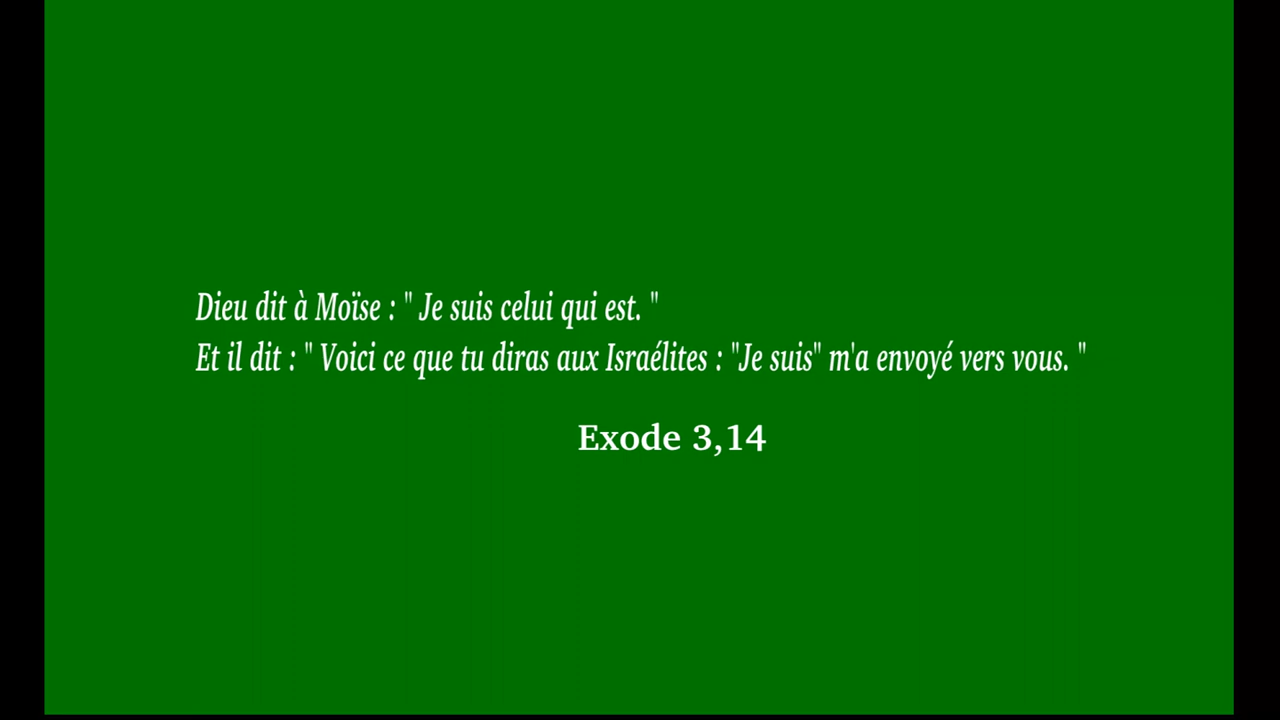 Dieu dit à Moïse : " Je suis celui qui est. "
Et il dit : " Voici ce que tu diras aux Israélites : "Je suis" m'a envoyé vers vous. "
Exode 3,14